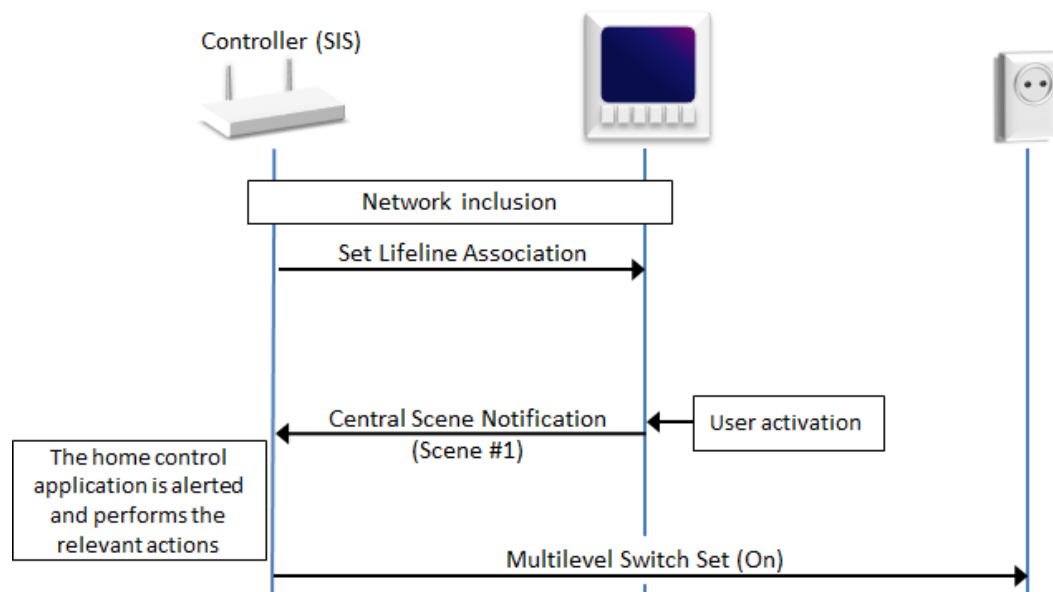 Controller (SIS)
Network inclusion
Set Lifeline Association
Central Scene Notification
(Scene #1)
User activation
The home control
application is alerted
and performs the
relevant actions
Multilevel Switch Set (On)